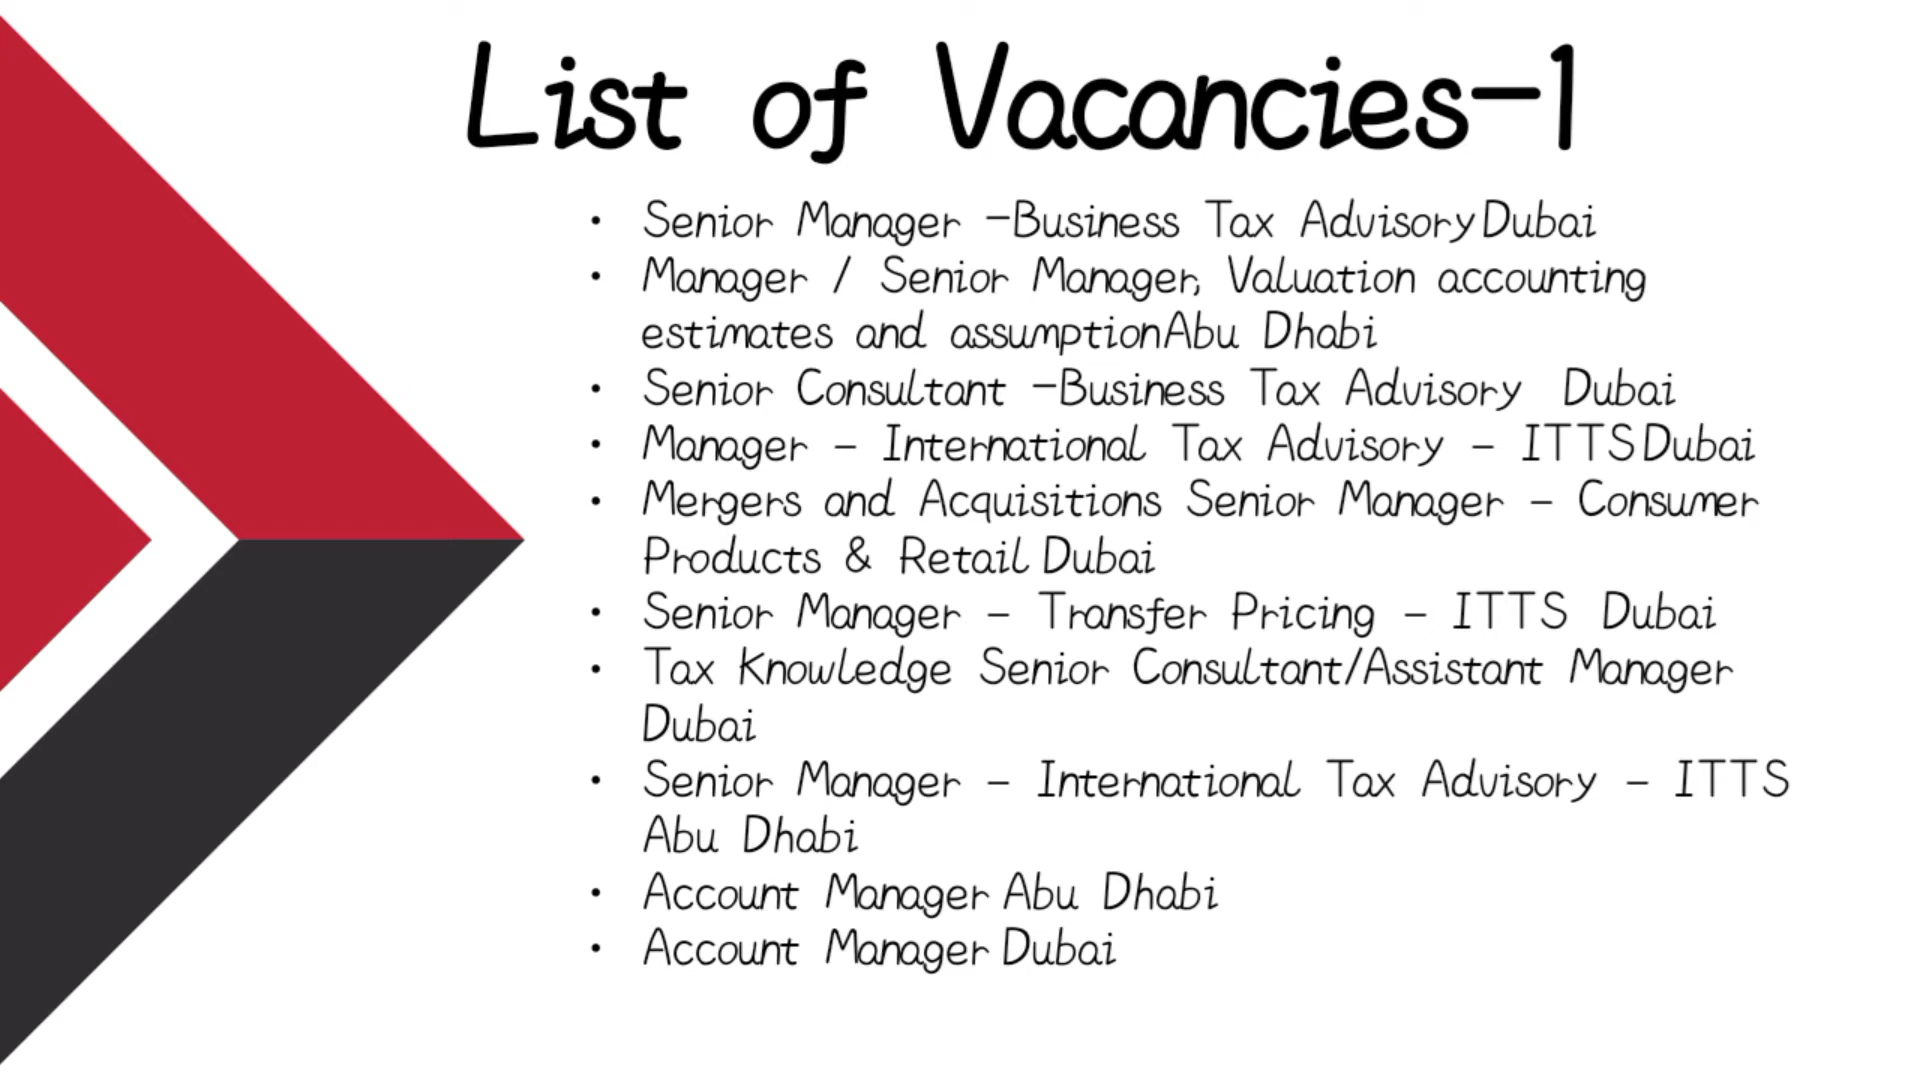 List of Vacancies-1
• Senior Manager -Business Tax Advisory Dubai
• Manager / Senior Manager, Valuation accounting
estimates and assumptionAbu Dhabi
• Senior Consultant -Business Tax Advisory Dubai
• Manager - International Tax Advisory - ITTS Dubai
• Mergers and Acquisitions Senior Manager - Consumer
Products & Retail Dubai
• Senior Manager - Transfer Pricing - ITTS Dubai
• Tax Knowledge Senior Consultant/Assistant Manager
Dubai
• Senior Manager - International Tax Advisory - ITTS
Abu Dhabi
• Account Manager Abu Dhabi
• Account Manager Dubai